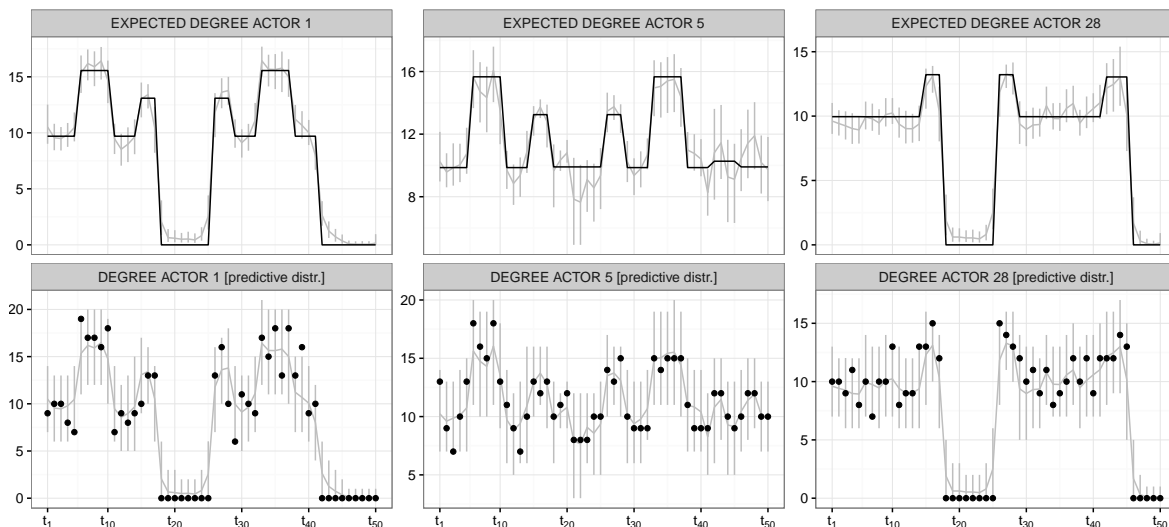 EXPECTED DEGREE ACTOR 1
EXPECTED DEGREE ACTOR 5
EXPECTED DEGREE ACTOR 28
15
10
5
0
16
14
12
10
8
15
10
5
0
DEGREE ACTOR 1 [predictive distr.]
DEGREE ACTOR 5 [predictive distr.]
DEGREE ACTOR 28 [predictive distr.]
20
15
10
5
0
20
15
10
5
15
10
5
0
t1 t10 t20 t30 t40 t50
t1 t10 t20 t30 t40 t50
t1 t10 t20 t30 t40 t50